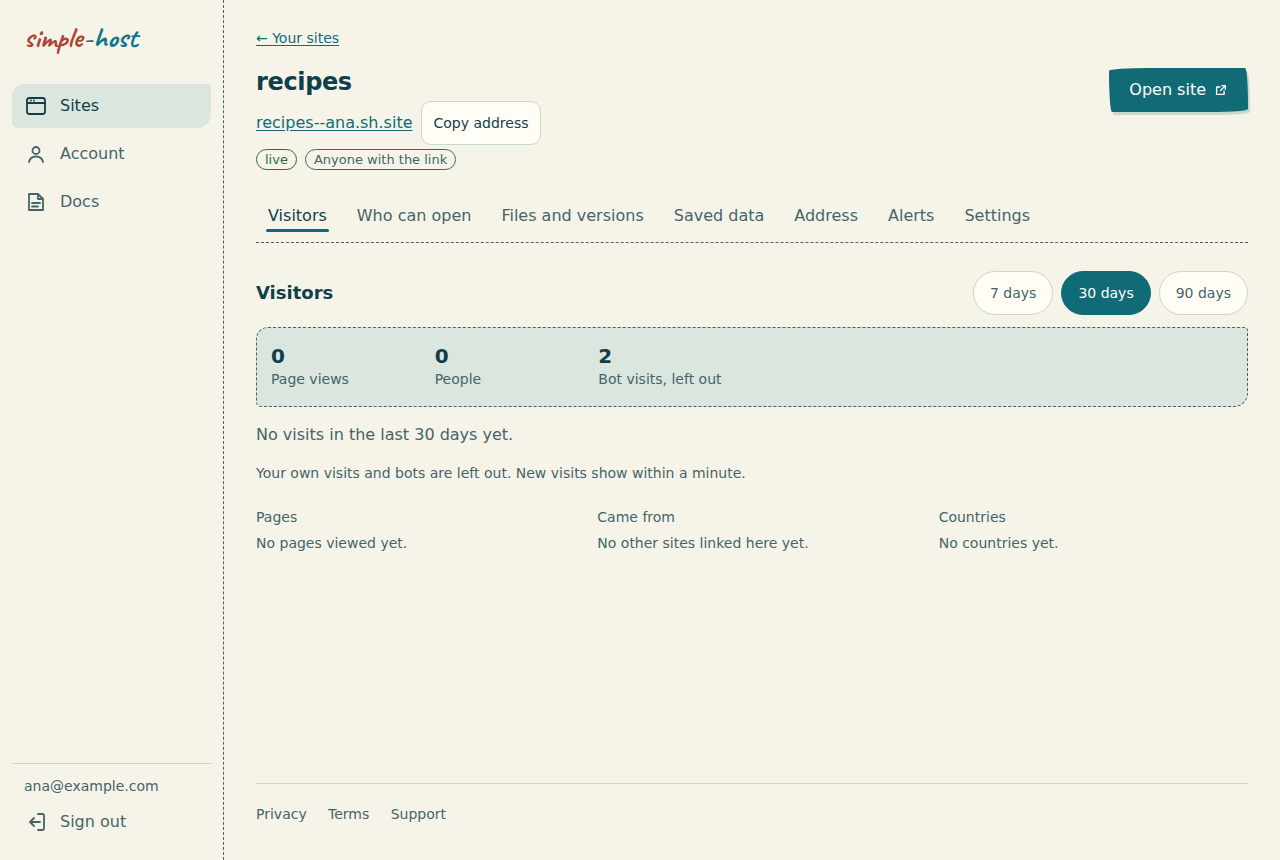 simple-host
Sites
Account
Docs
ana@example.com
Sign out
← Your sites
recipes
recipes--ana.sh.site
Copy address
live
Anyone with the link
Open site
Visitors
Who can open
Files and versions
Saved data
Address
Alerts
Settings
Visitors
7 days
30 days
90 days
0
Page views
0
People
2
Bot visits, left out
No visits in the last 30 days yet.
Your own visits and bots are left out. New visits show within a minute.
Pages
No pages viewed yet.
Came from
No other sites linked here yet.
Countries
No countries yet.
Privacy
Terms
Support